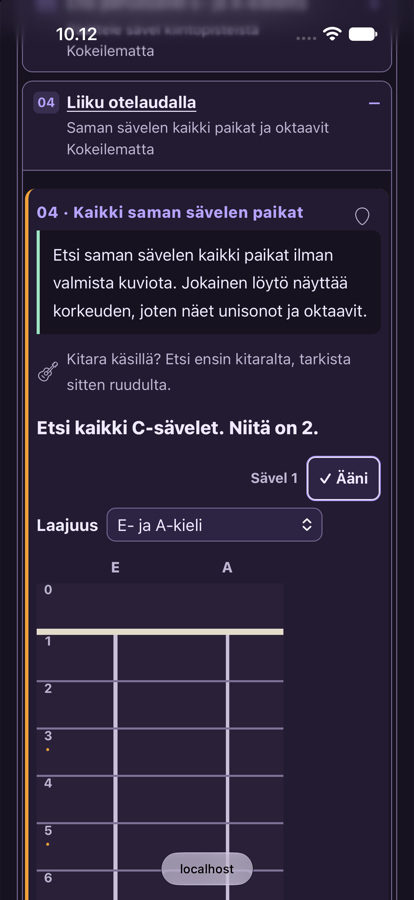 10.12
Kokeilematta
04 Liiku otelaudalla
Saman sävelen kaikki paikat ja oktaavit
Kokeilematta
04 · Kaikki saman sävelen paikat
Etsi saman sävelen kaikki paikat ilman
valmista kuviota. Jokainen löytö näyttää
korkeuden, joten näet unisonot ja oktaavit.
Kitara käsillä? Etsi ensin kitaralta, tarkista
sitten ruudulta.
Etsi kaikki C-sävelet. Niitä on 2.
Sävel 1 ✓ Ääni
Laajuus E- ja A-kieli
E A
0
1
2
3
4
5
6
localhost